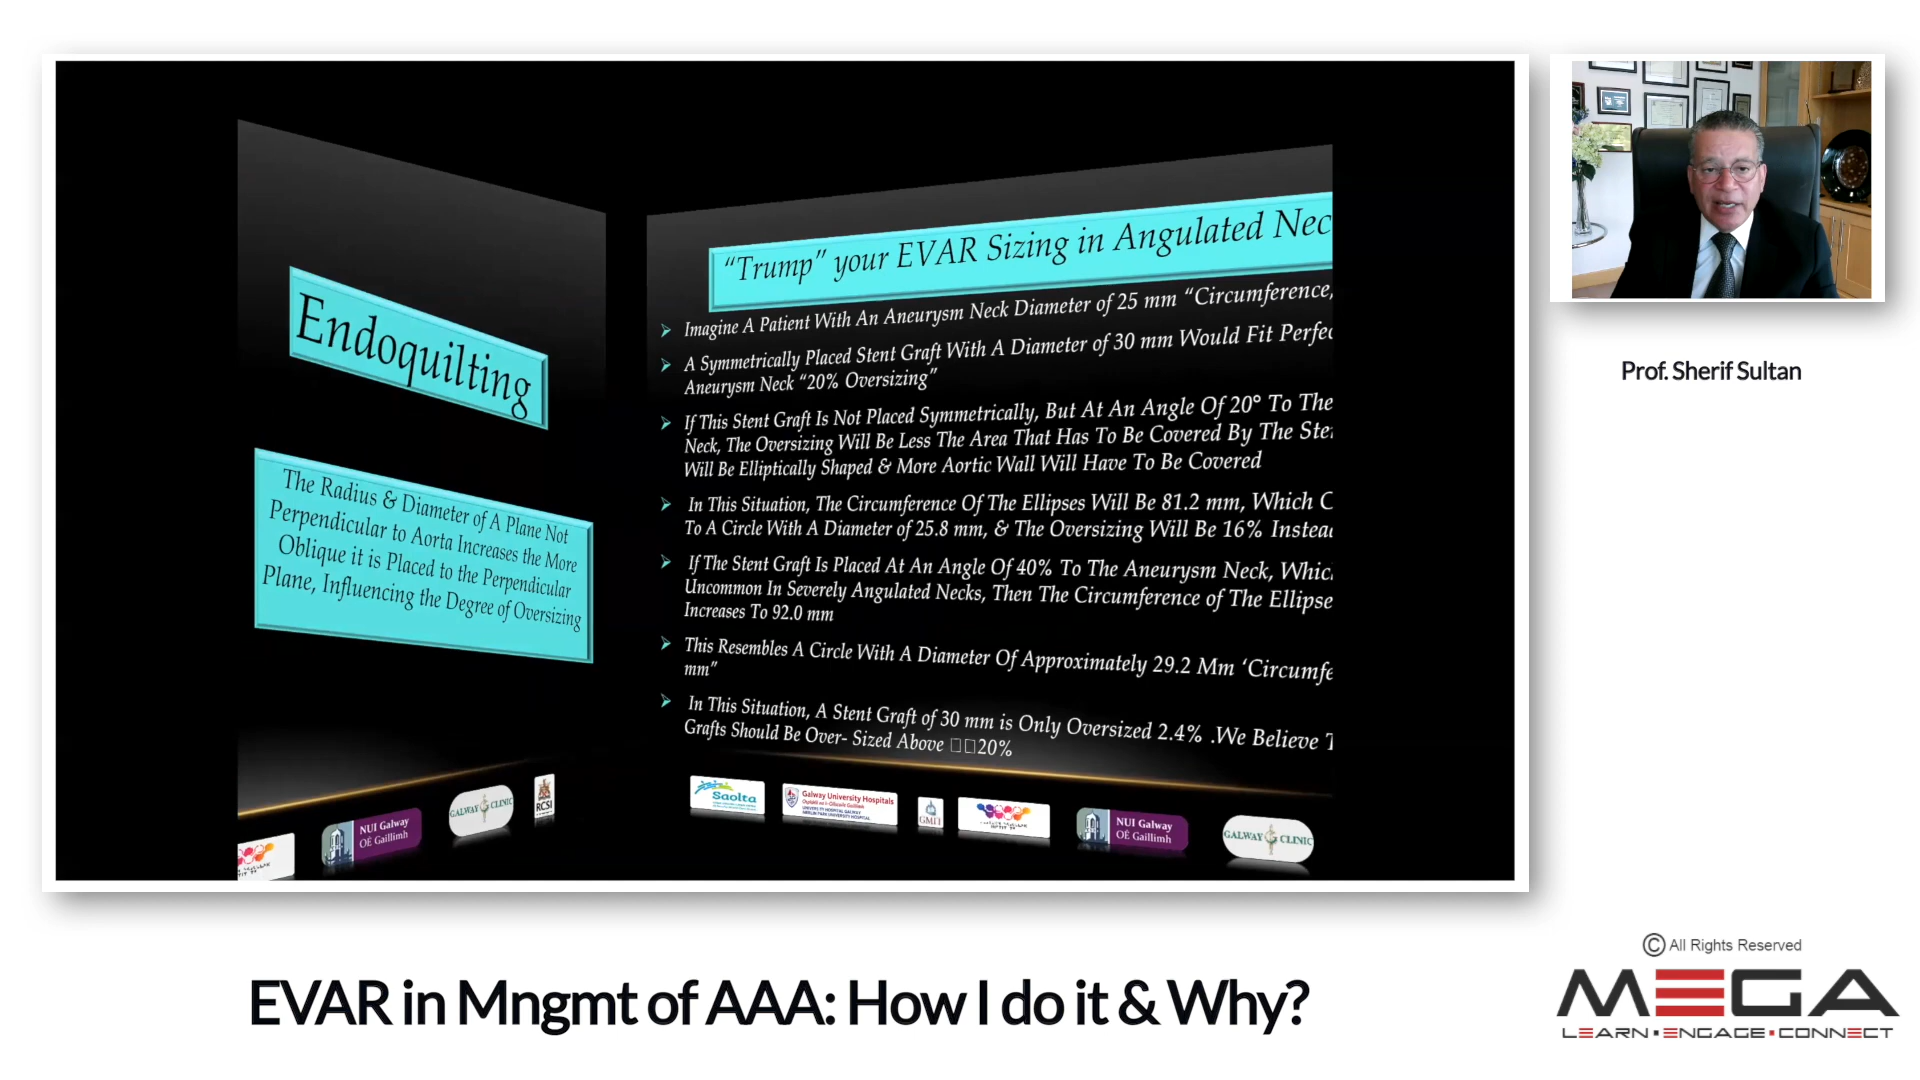 Endoquilting
The Radius & Diameter of A Plane Not
Perpendicular to Aorta Increases the More
Oblique it is Placed to the Perpendicular
Plane, Influencing the Degree of Oversizing
"Trump" your EVAR Sizing in Angulated Nec
Imagine A Patient With An Aneurysm Neck Diameter of 25 mm "Circumference,
A Symmetrically Placed Stent Graft With A Diameter of 30 mm Would Fit Perfec
Aneurysm Neck "20% Oversizing"
If This Stent Graft Is Not Placed Symmetrically, But At An Angle Of 20° To The
Neck, The Oversizing Will Be Less The Area That Has To Be Covered By The Ste
Will Be Elliptically Shaped & More Aortic Wall Will Have To Be Covered
In This Situation, The Circumference Of The Ellipses Will Be 81.2 mm, Which C
To A Circle With A Diameter of 25.8 mm, & The Oversizing Will Be 16% Instea
If The Stent Graft Is Placed At An Angle Of 40% To The Aneurysm Neck, Whic
Uncommon In Severely Angulated Necks, Then The Circumference of The Ellipse
Increases To 92.0 mm
This Resembles A Circle With A Diameter Of Approximately 29.2 Mm ‘Circumfe
mm"
In This Situation, A Stent Graft of 30 mm is Only Oversized 2.4% .We Believe T
Grafts Should Be Over- Sized Above □□20%
NUI Galway
OÉ Gaillimh
GALWAY CLINIC
RCSI
Saolta
Galway University Hospitals
GMIT
NUI Galway
OÉ Gaillimh
GALWAY CLINIC
Prof. Sherif Sultan
EVAR in Mngmt of AAA: How I do it & Why?
© All Rights Reserved
MEGA
LEARN ▪ ENGAGE ▪ CONNECT